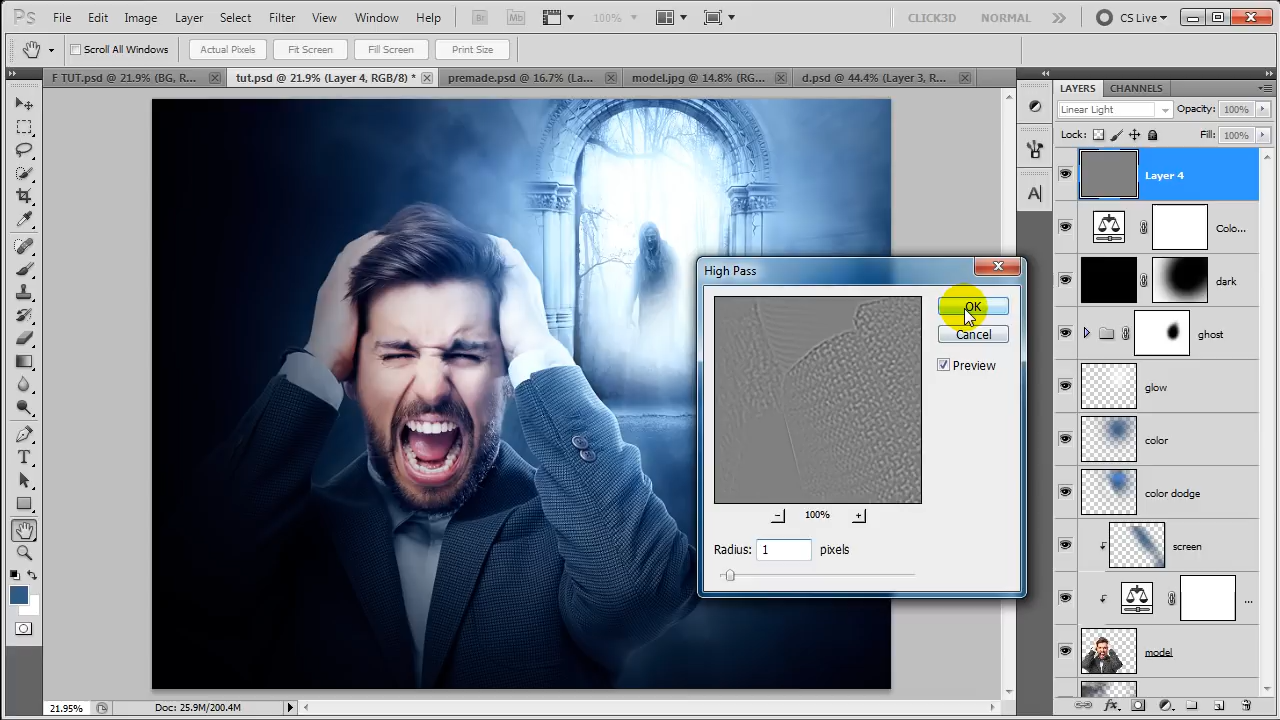 Ps File Edit Image Layer Select Filter View Window Help Br Mb 100% CLICK3D NORMAL CS Live
Scroll All Windows Actual Pixels Fit Screen Fill Screen Print Size
F TUT.psd @ 21.9% (BG, R... tut.psd @ 21.9% (Layer 4, RGB/8) * premade.psd @ 16.7% (La... model.jpg @ 14.8% (RG... d.psd @ 44.4% (Layer 3, R...
LAYERS CHANNELS
Linear Light Opacity: 100%
Lock: Fill: 100%
Layer 4
Colo...
dark
ghost
glow
color
color dodge
screen
...
model
High Pass
OK
Cancel
Preview
100%
Radius: 1 pixels
21.95% Doc: 25.9M/200.4M